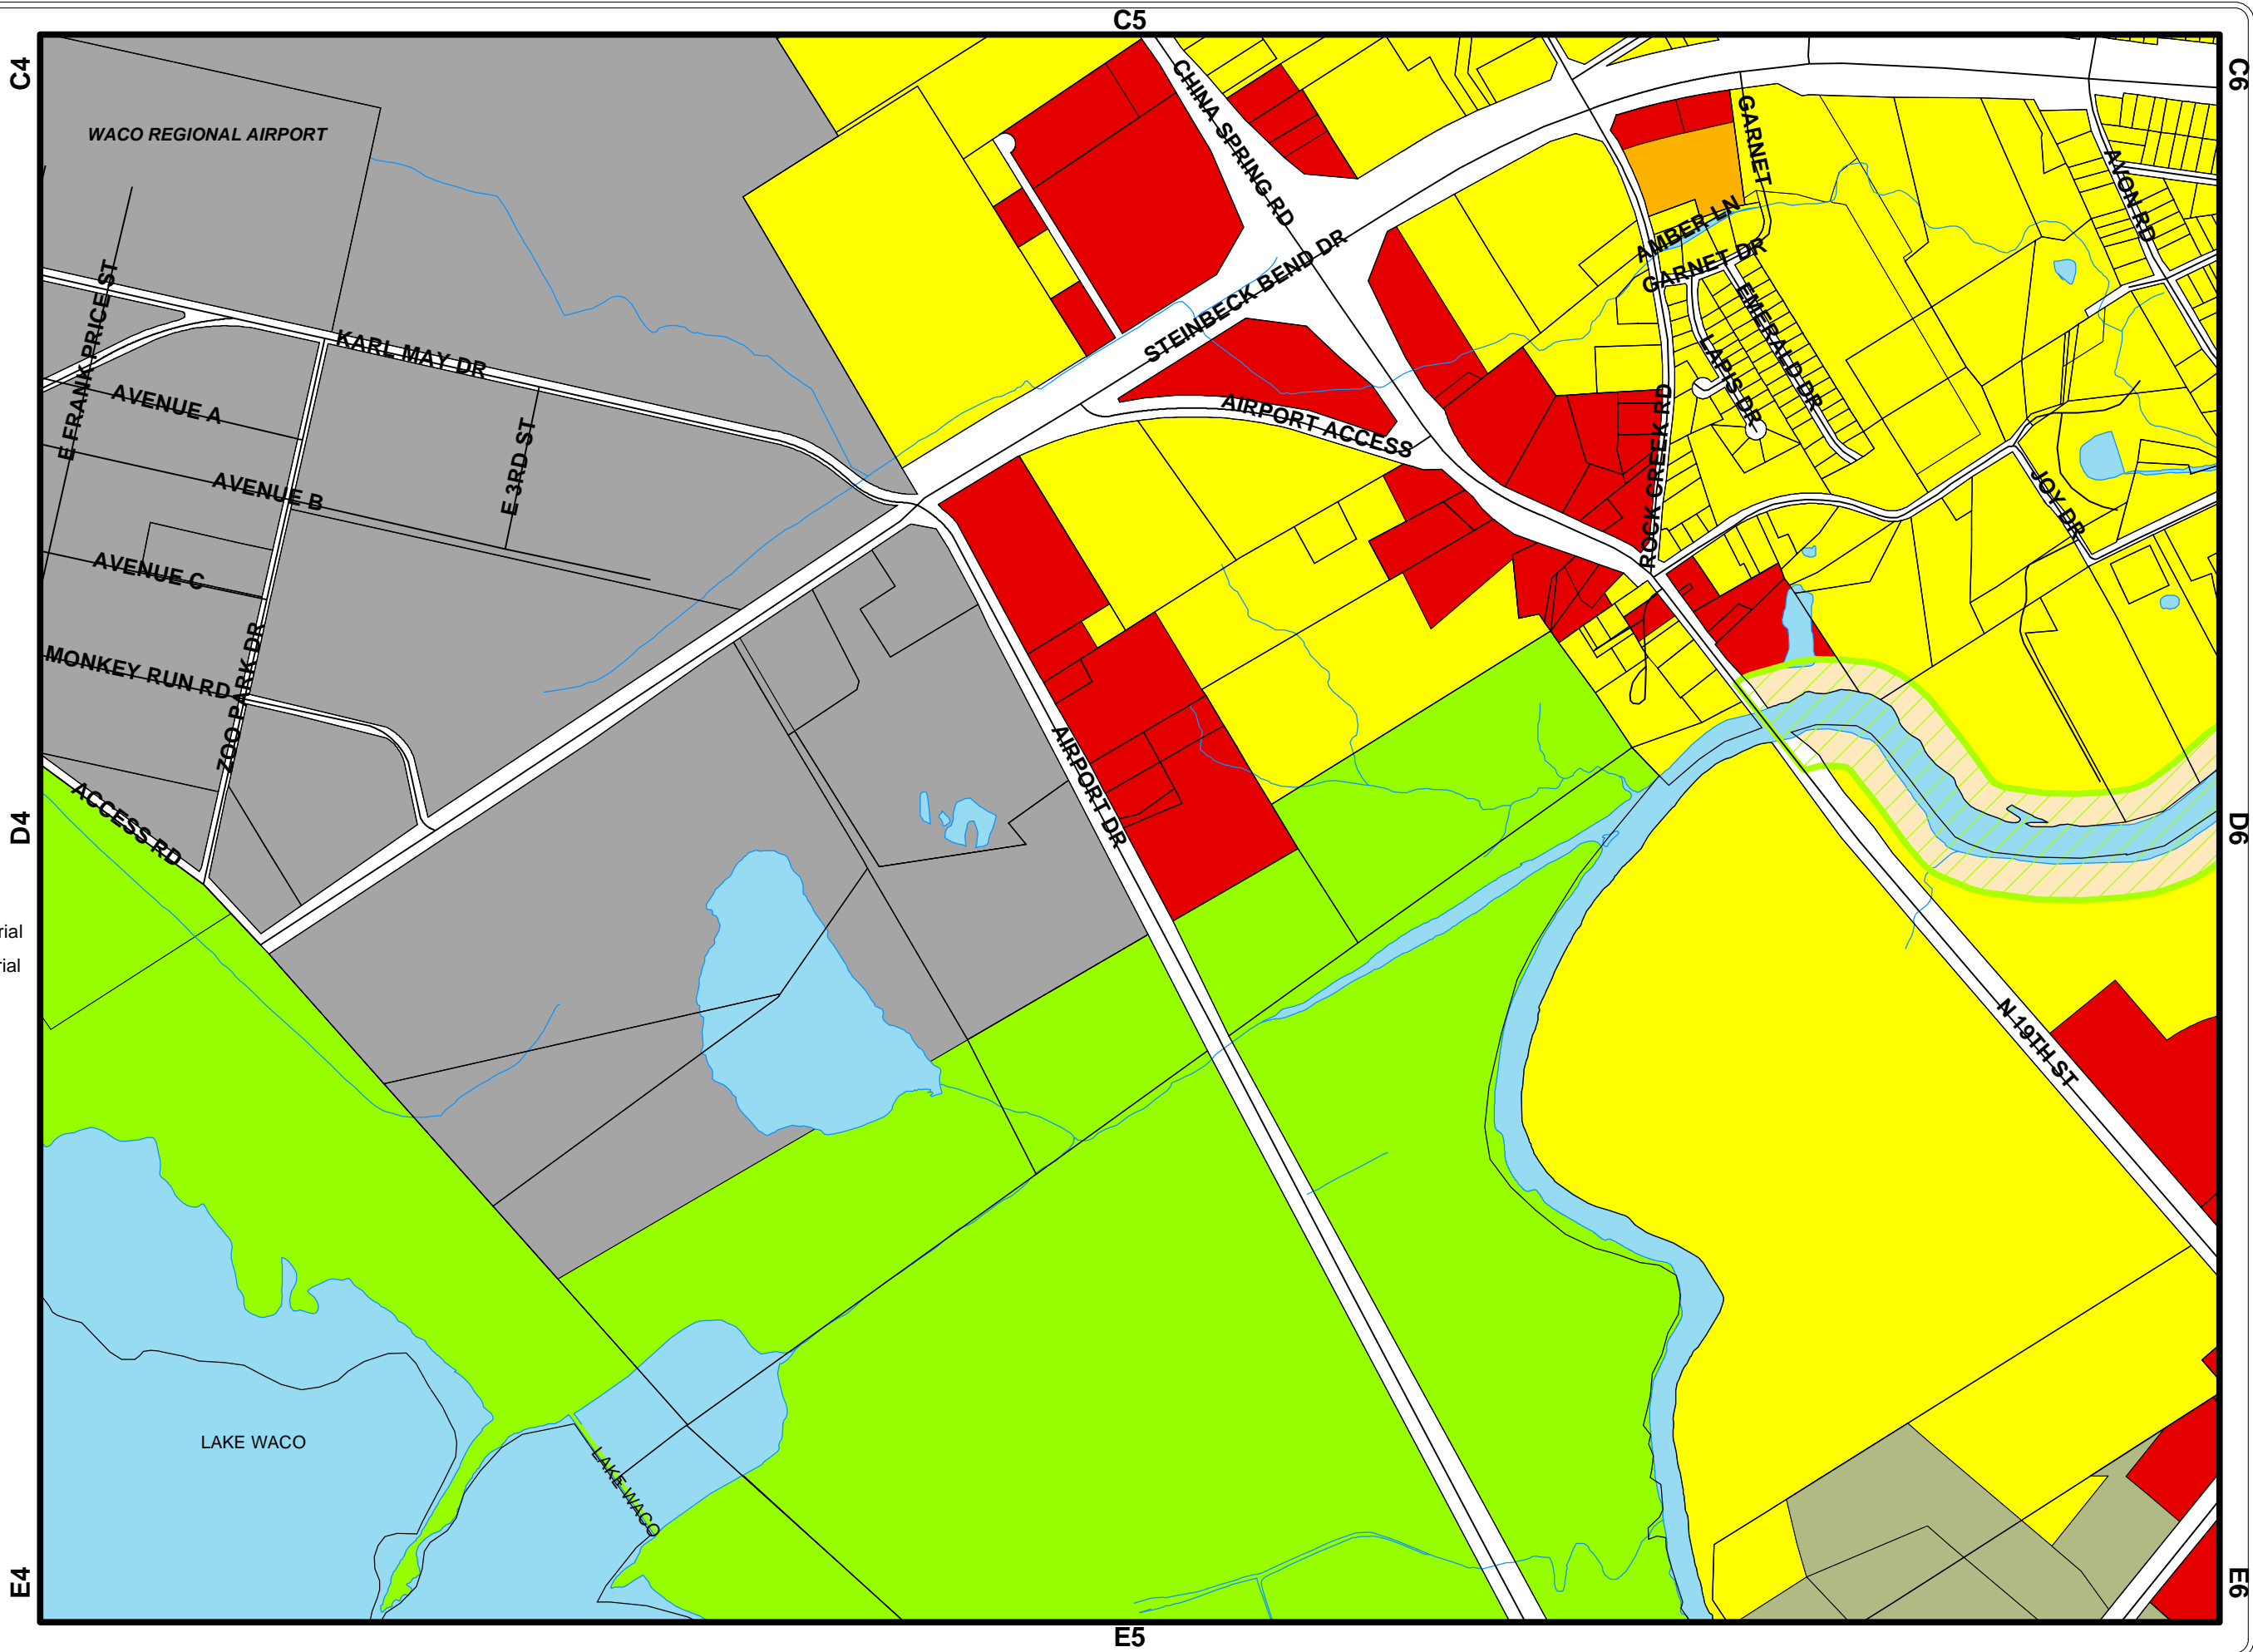 C5
C4
C6
WACO REGIONAL AIRPORT
CHINA SPRING RD
GARNET
AVON RD
AMBER LN
GARNET DR
EMERALD DR
LAPIS DR
STEINBECK BEND DR
E FRANK PRICE ST
KARL MAY DR
AVENUE A
AIRPORT ACCESS
E 3RD ST
ROCK CREEK RD
AVENUE B
JOY DR
AVENUE C
MONKEY RUN RD
ZOO PARK DR
AIRPORT DR
ACCESS RD
D4
D6
rial
rial
N 19TH ST
LAKE WACO
LAKE WACO
E4
E6
E5